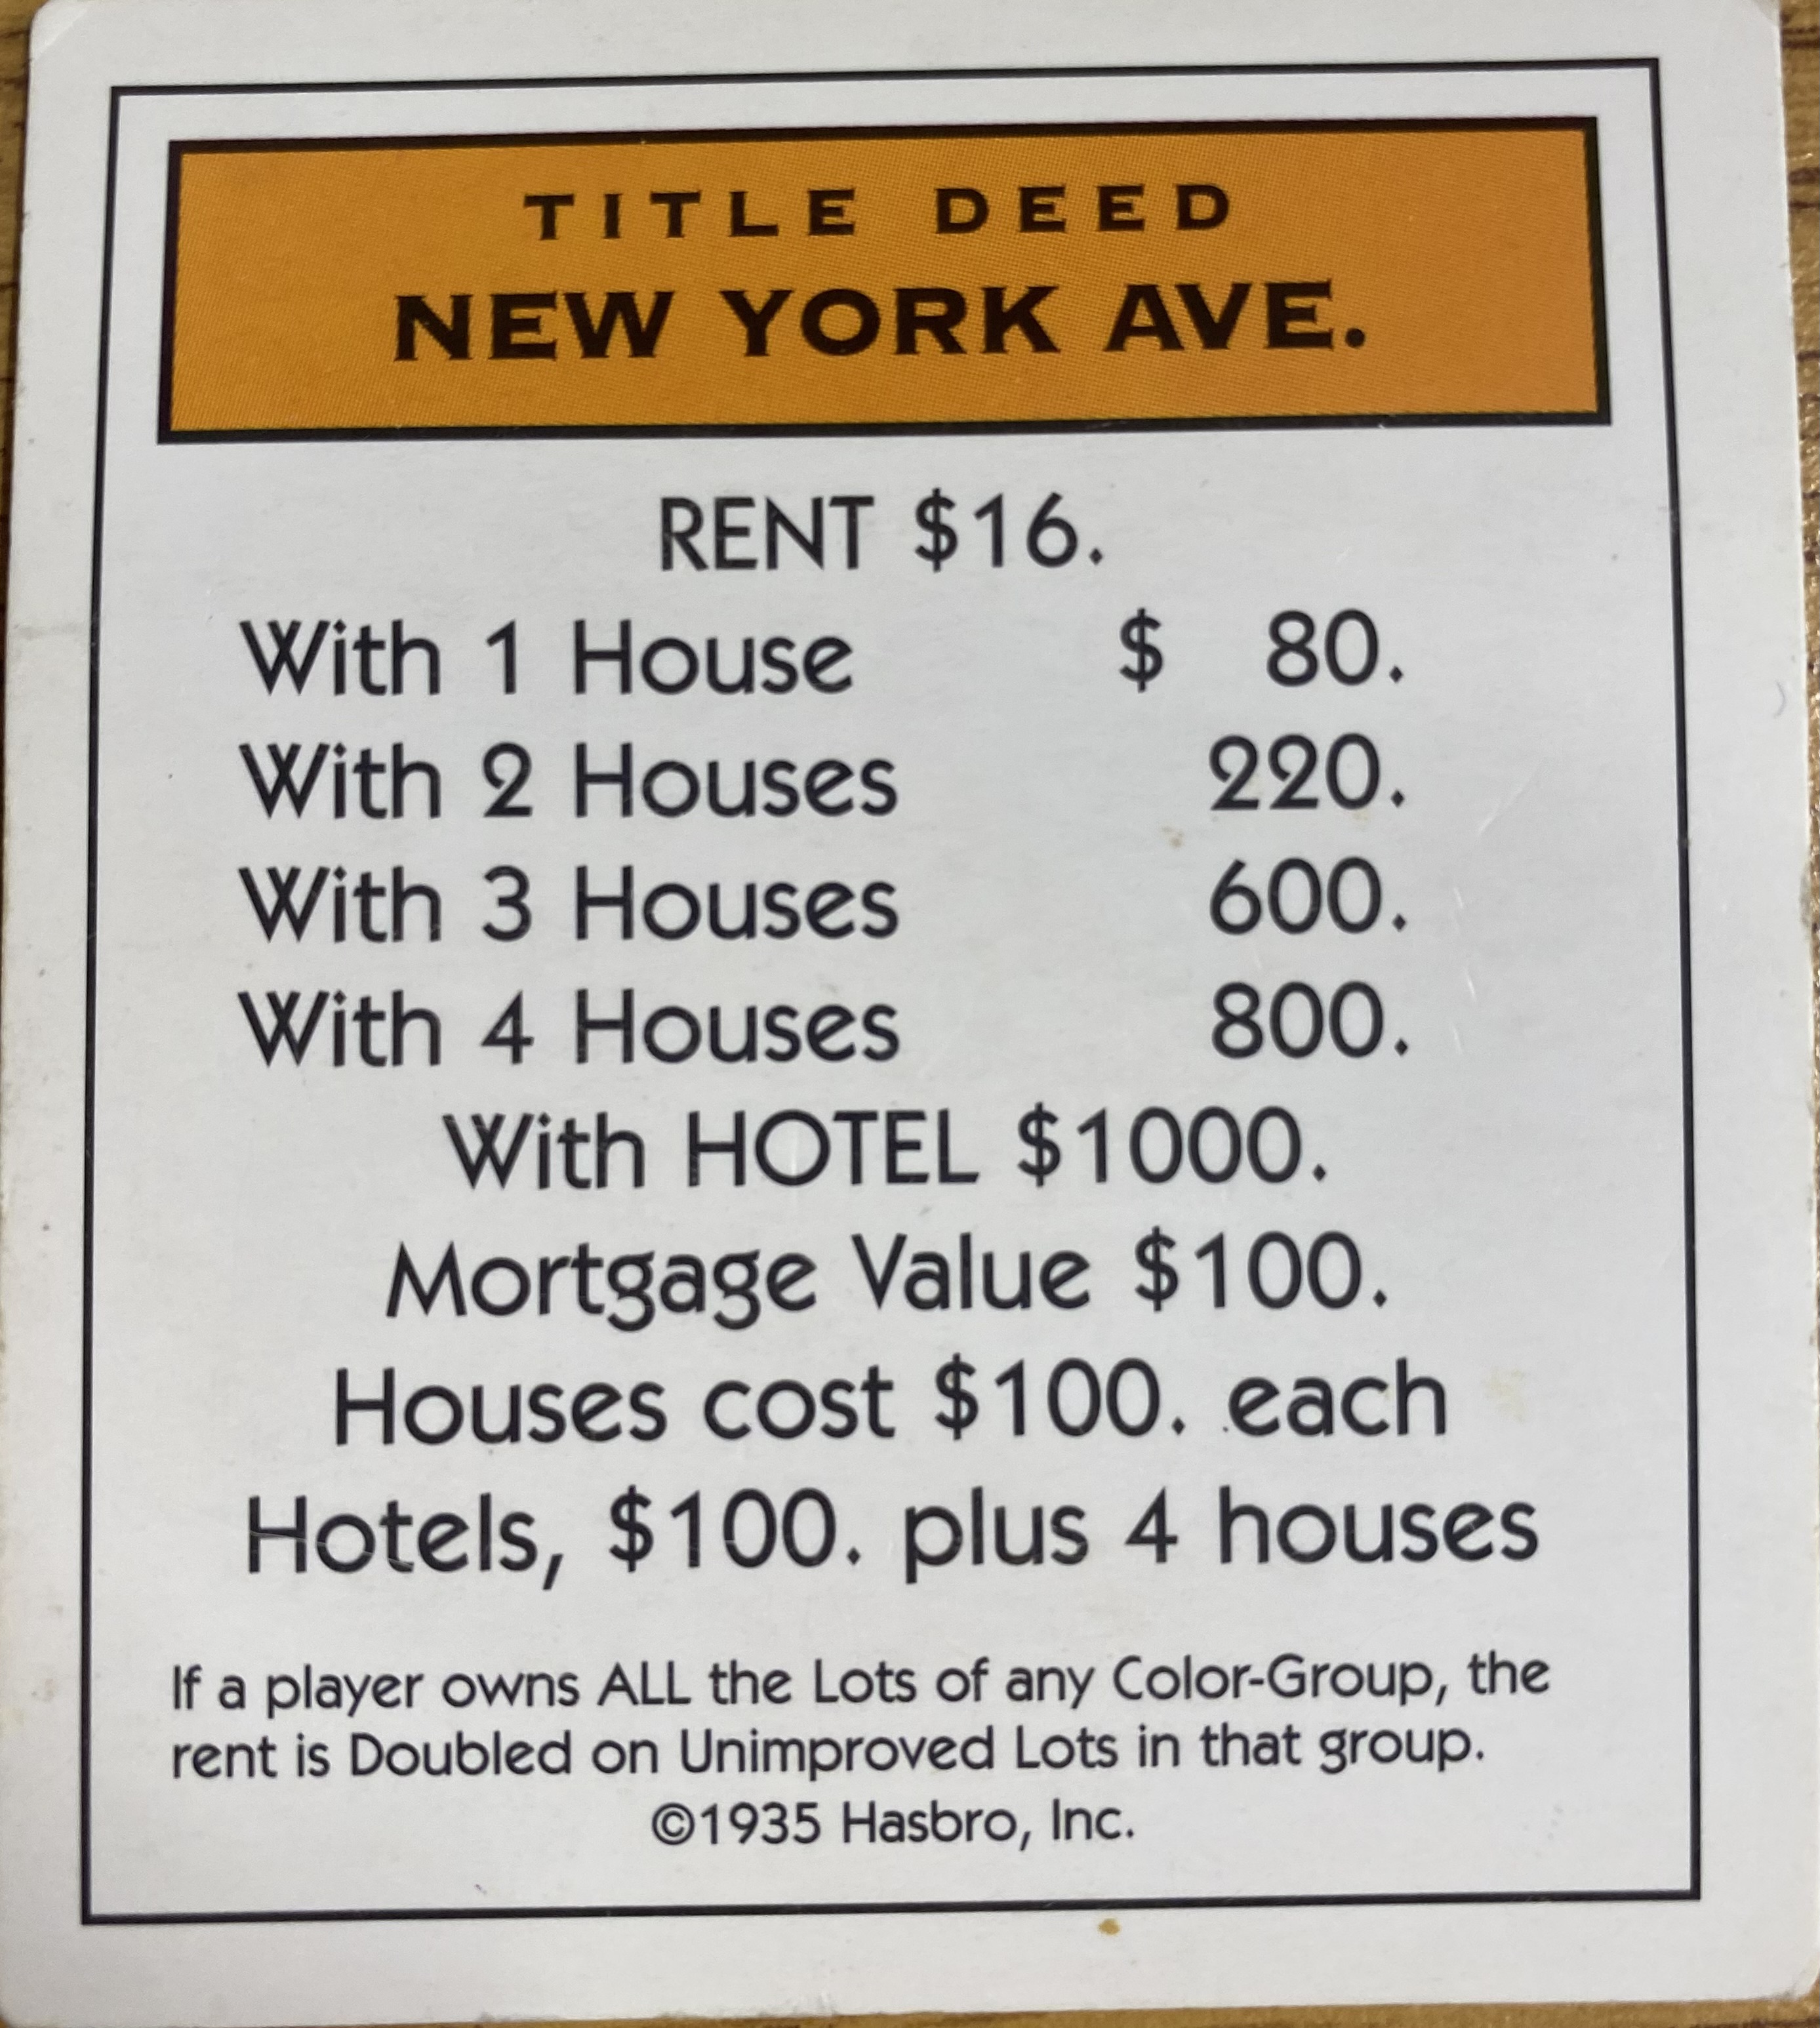 TITLE DEED
NEW YORK AVE.
RENT $16.
With 1 House $ 80.
With 2 Houses 220.
With 3 Houses 600.
With 4 Houses 800.
With HOTEL $1000.
Mortgage Value $100.
Houses cost $100. each
Hotels, $100. plus 4 houses
If a player owns ALL the Lots of any Color-Group, the
rent is Doubled on Unimproved Lots in that group.
©1935 Hasbro, Inc.